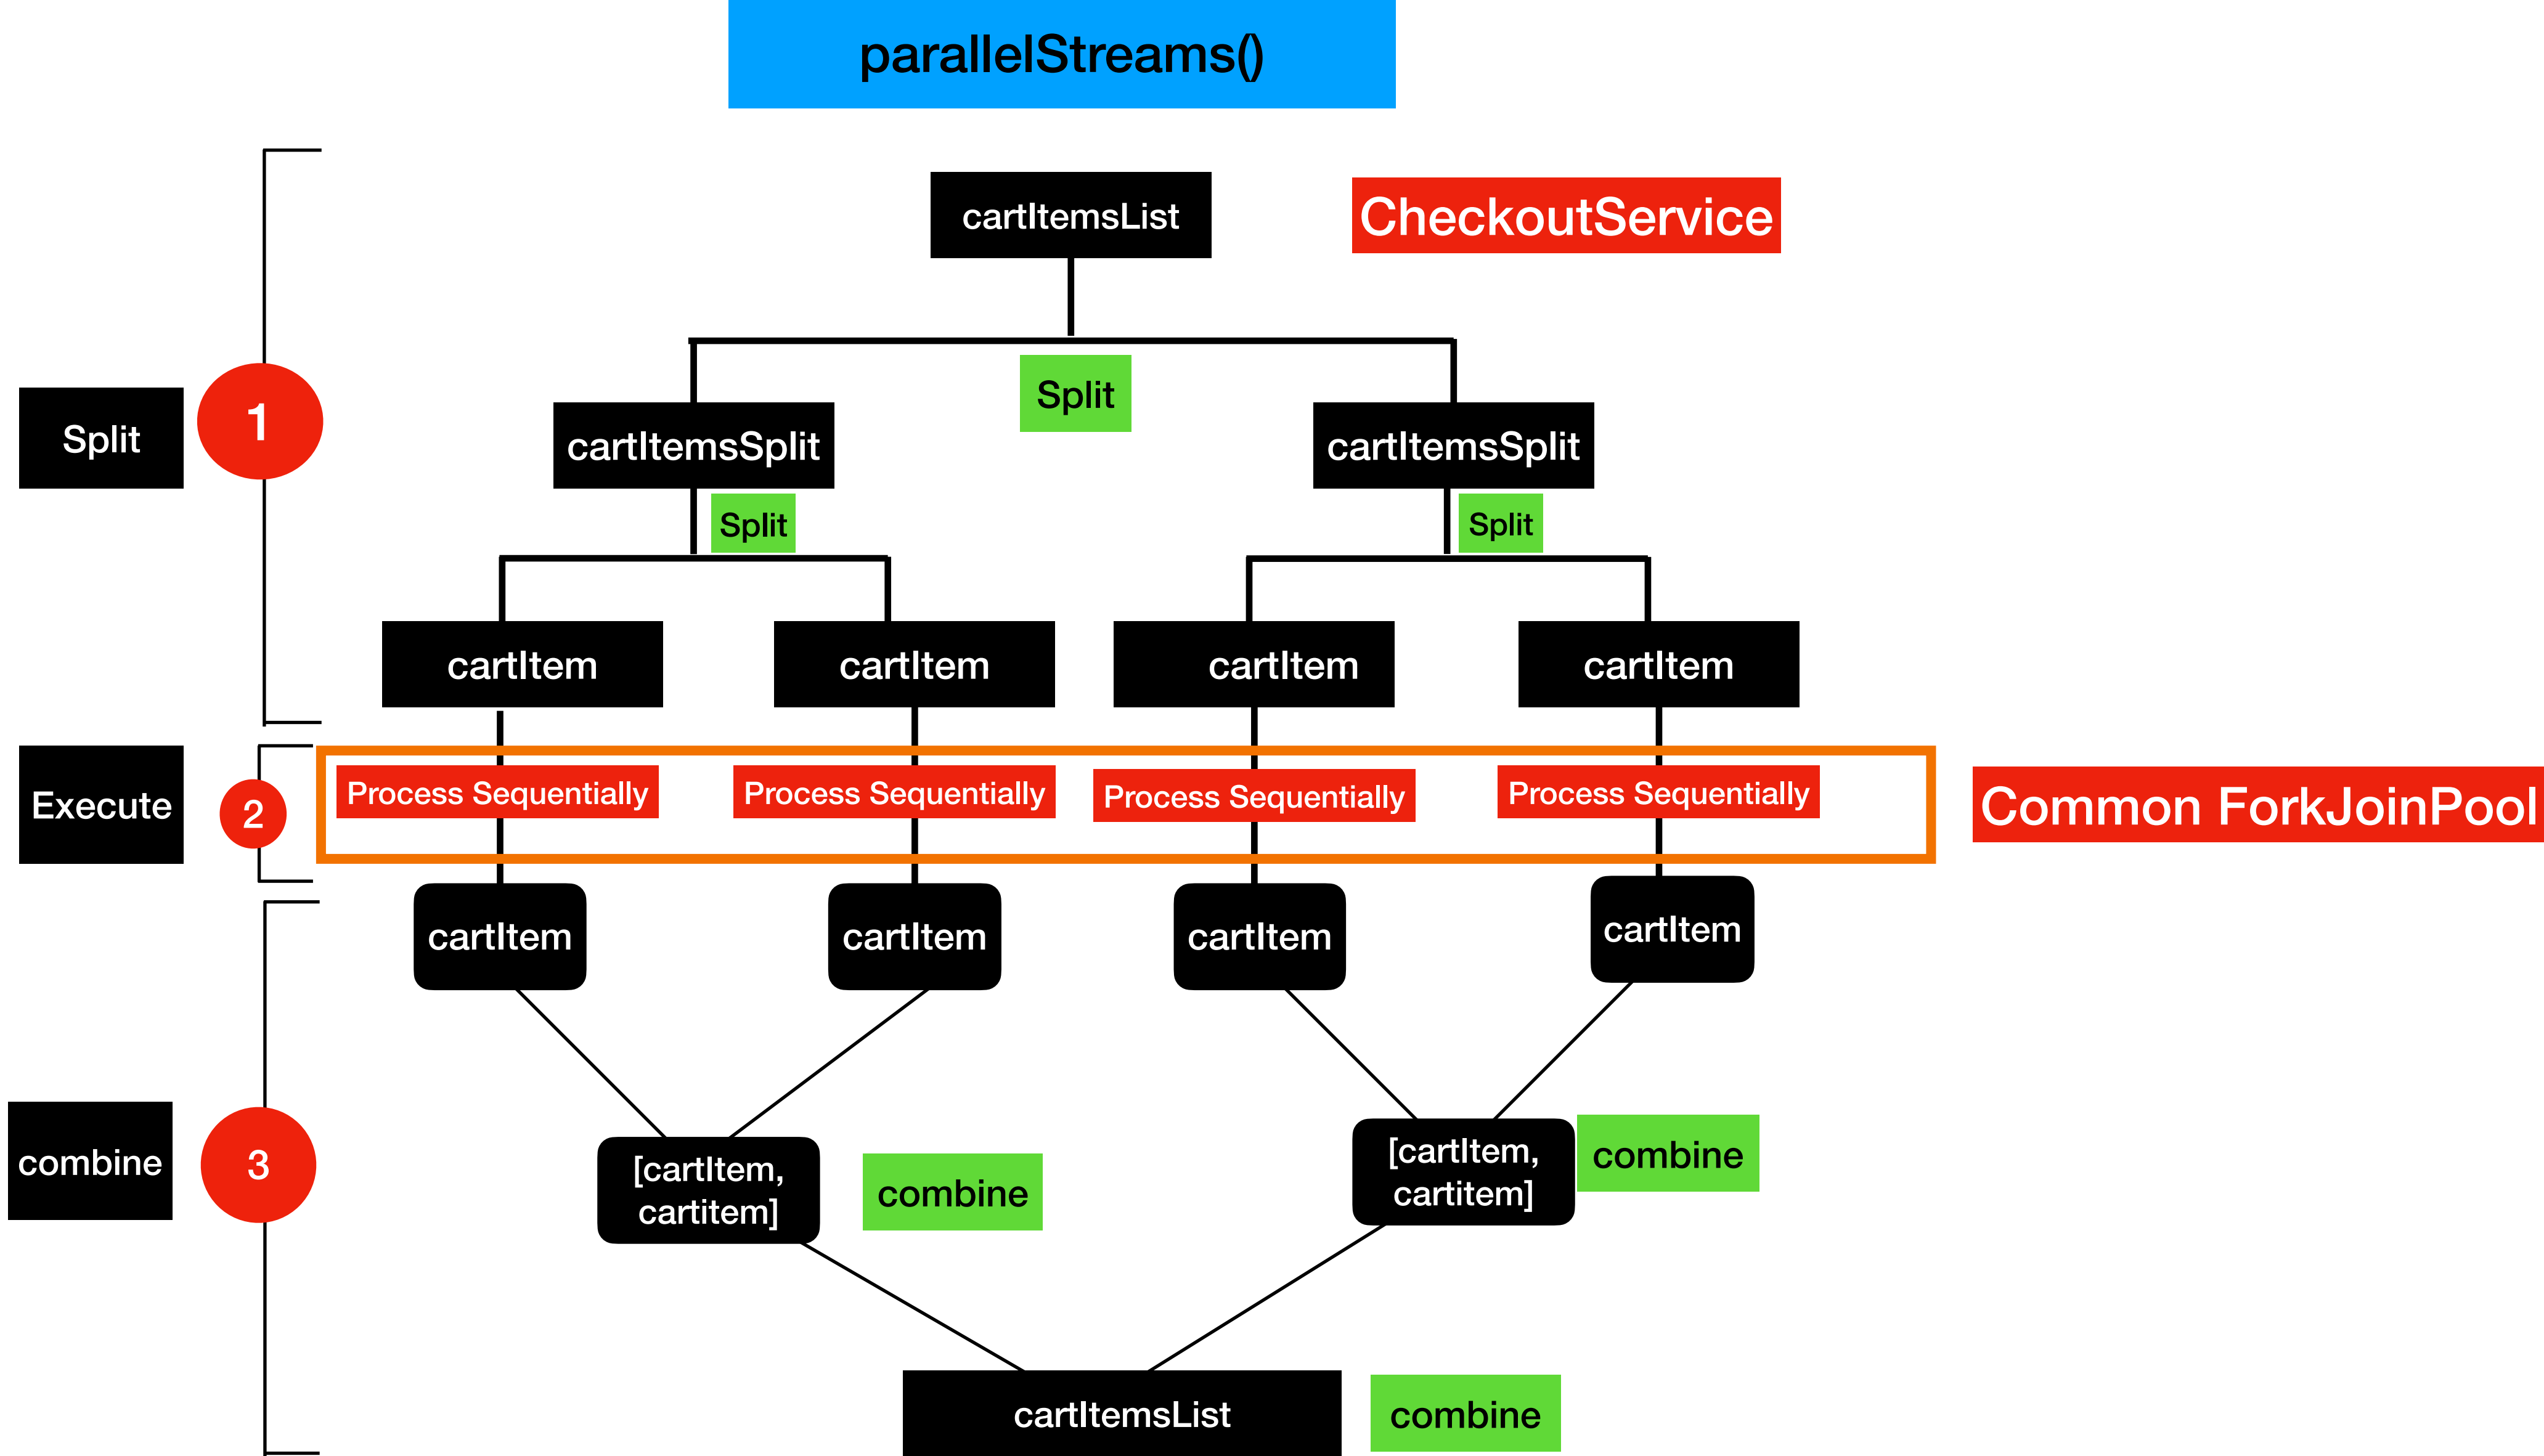 parallelStreams()
cartItemsList
CheckoutService
Split
1
Split
cartItemsSplit
cartItemsSplit
Split
Split
cartItem
cartItem
cartItem
cartItem
Execute
2
Process Sequentially
Process Sequentially
Process Sequentially
Process Sequentially
Common ForkJoinPool
cartItem
cartItem
cartItem
cartItem
combine
3
[cartItem,
cartitem]
combine
[cartItem,
cartitem]
combine
cartItemsList
combine